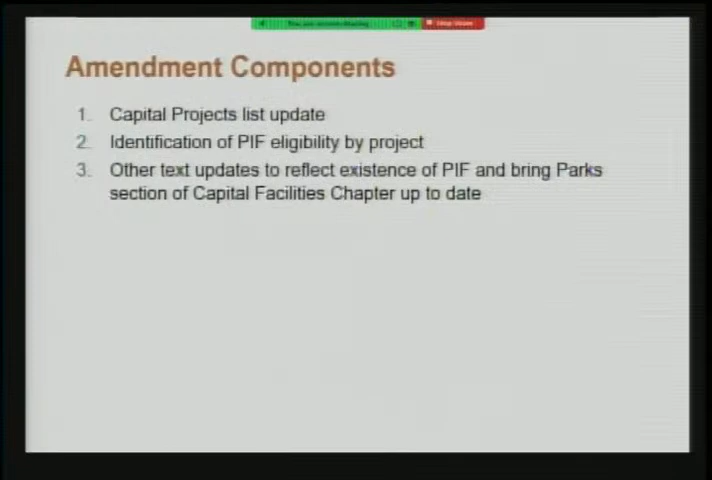 Amendment Components
1. Capital Projects list update
2. Identification of PIF eligibility by project
3. Other text updates to reflect existence of PIF and bring Parks
section of Capital Facilities Chapter up to date